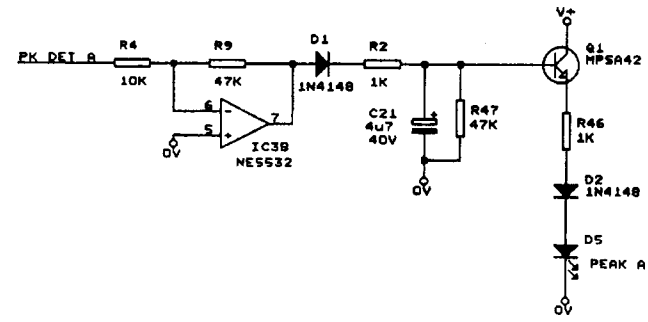 PK DET A
R4
10K
R9
47K
6
5
7
0V
IC3B
NE5532
D1
1N4148
R2
1K
C21
4u7
40V
+
R47
47K
0V
V+
Q1
MPSA42
R46
1K
D2
1N4148
D5
PEAK A
0V